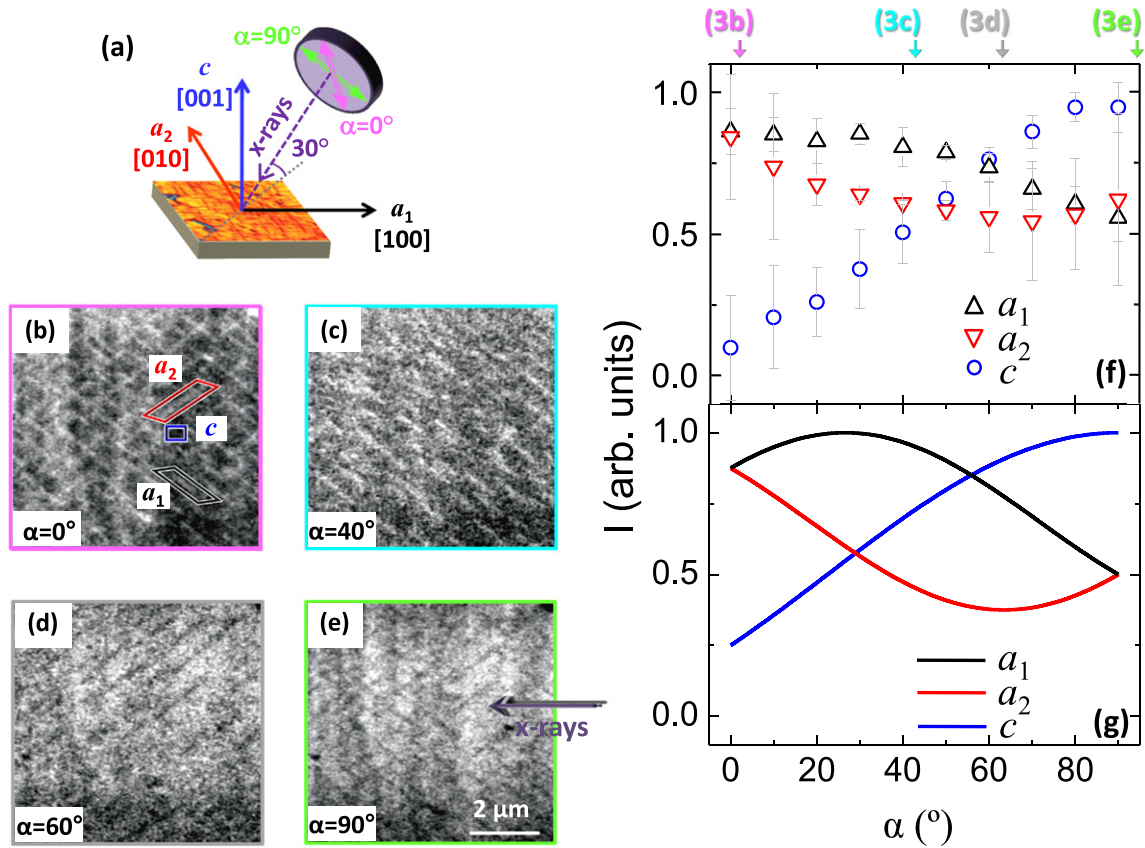 (a)
α=90°
α=0°
c
[001]
a2
[010]
x-rays
30°
a1
[100]
(b)
a2
c
a1
α=0°
(c)
α=40°
(d)
α=60°
(e)
x-rays
2 μm
α=90°
(3b) (3c) (3d) (3e)
1.0
0.5
0.0
a1
a2
c
(f)
I (arb. units)
1.0
0.5
0.0
a1
a2
c
(g)
0 20 40 60 80
α (º)